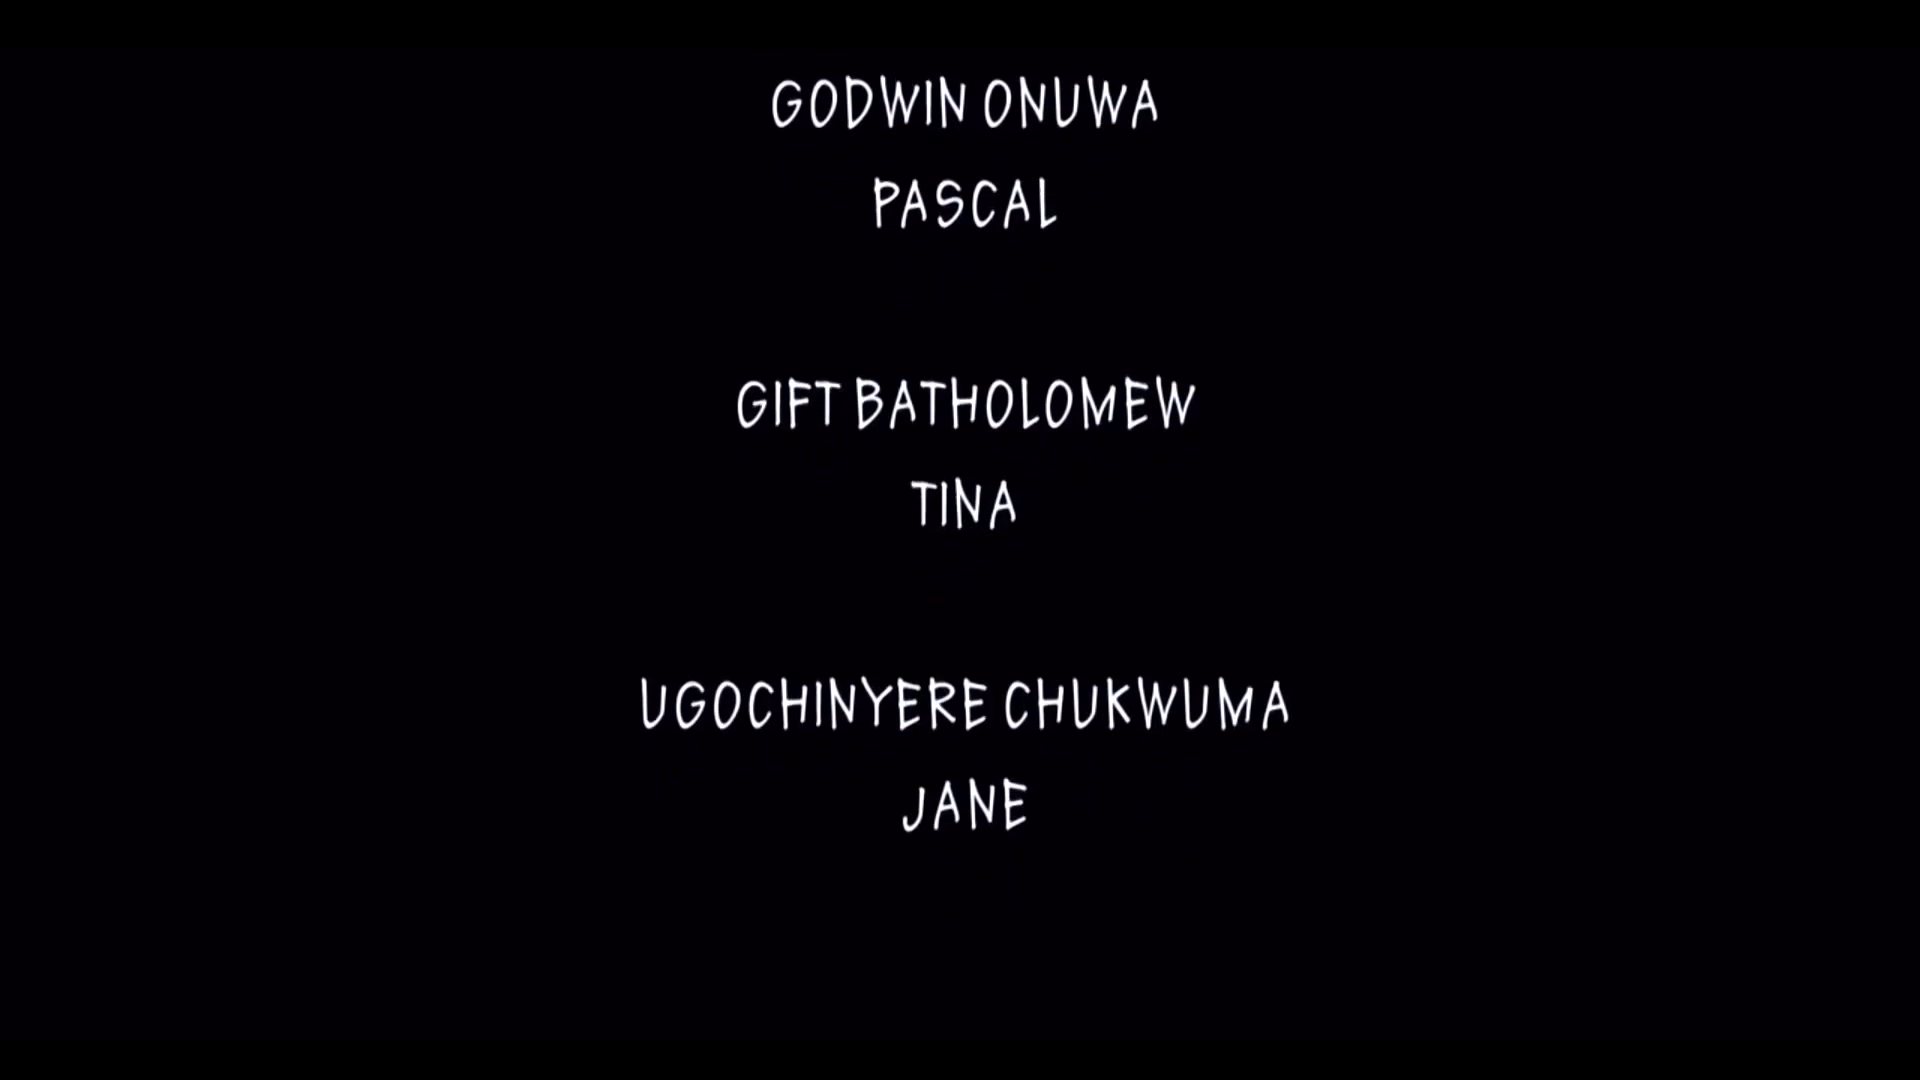 GODWIN ONUWA
PASCAL
GIFT BATHOLOMEW
TINA
UGOCHINYERE CHUKWUMA
JANE